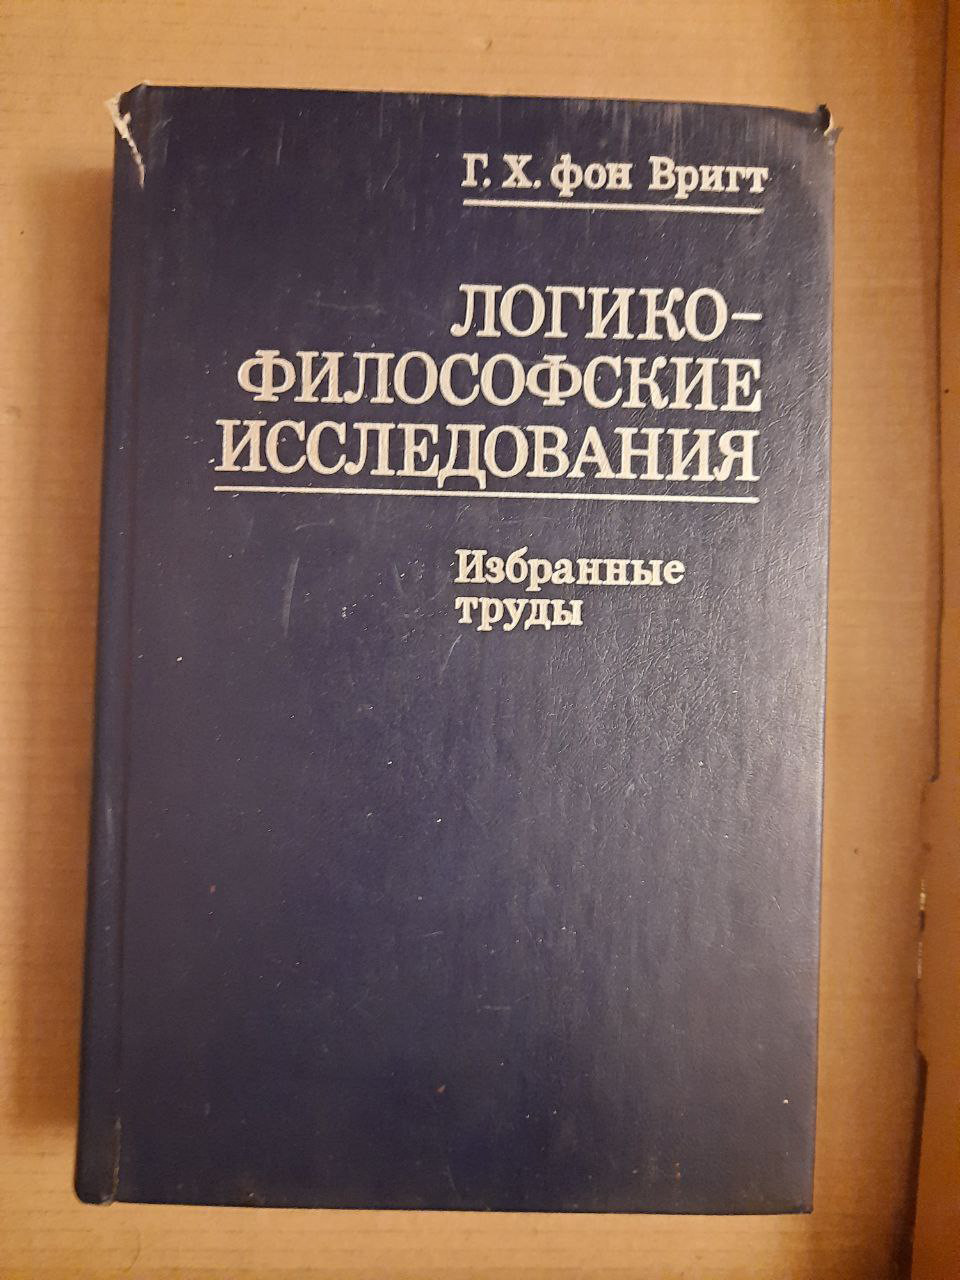 Г. Х. фон Вригт
ЛОГИКО-
ФИЛОСОФСКИЕ
ИССЛЕДОВАНИЯ
Избранные
труды